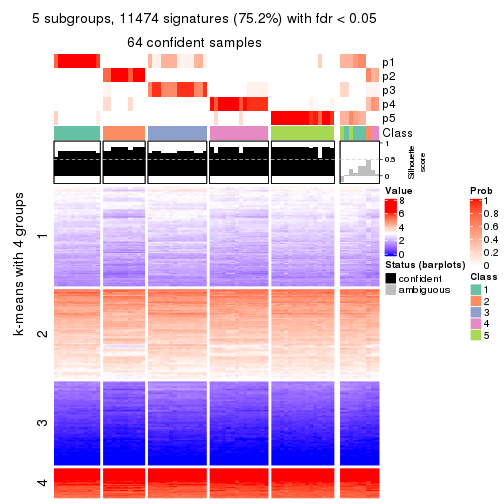 5 subgroups, 11474 signatures (75.2%) with fdr < 0.05
64 confident samples
p1
p2
p3
p4
p5
Class
1
0.5
0
Silhouette
score
k-means with 4 groups
1
2
3
4
Value
8
6
4
2
0
Status (barplots)
confident
ambiguous
Prob
1
0.8
0.6
0.4
0.2
0
Class
1
2
3
4
5